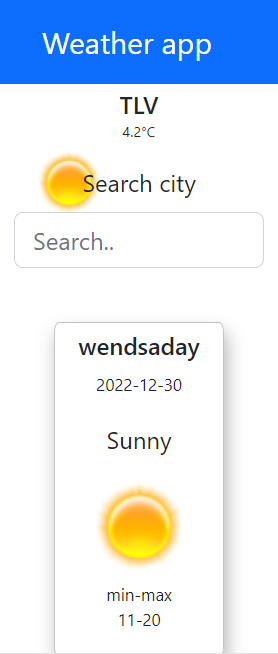 Weather app
TLV
4.2°C
Search city
Search..
wendsaday
2022-12-30
Sunny
min-max
11-20